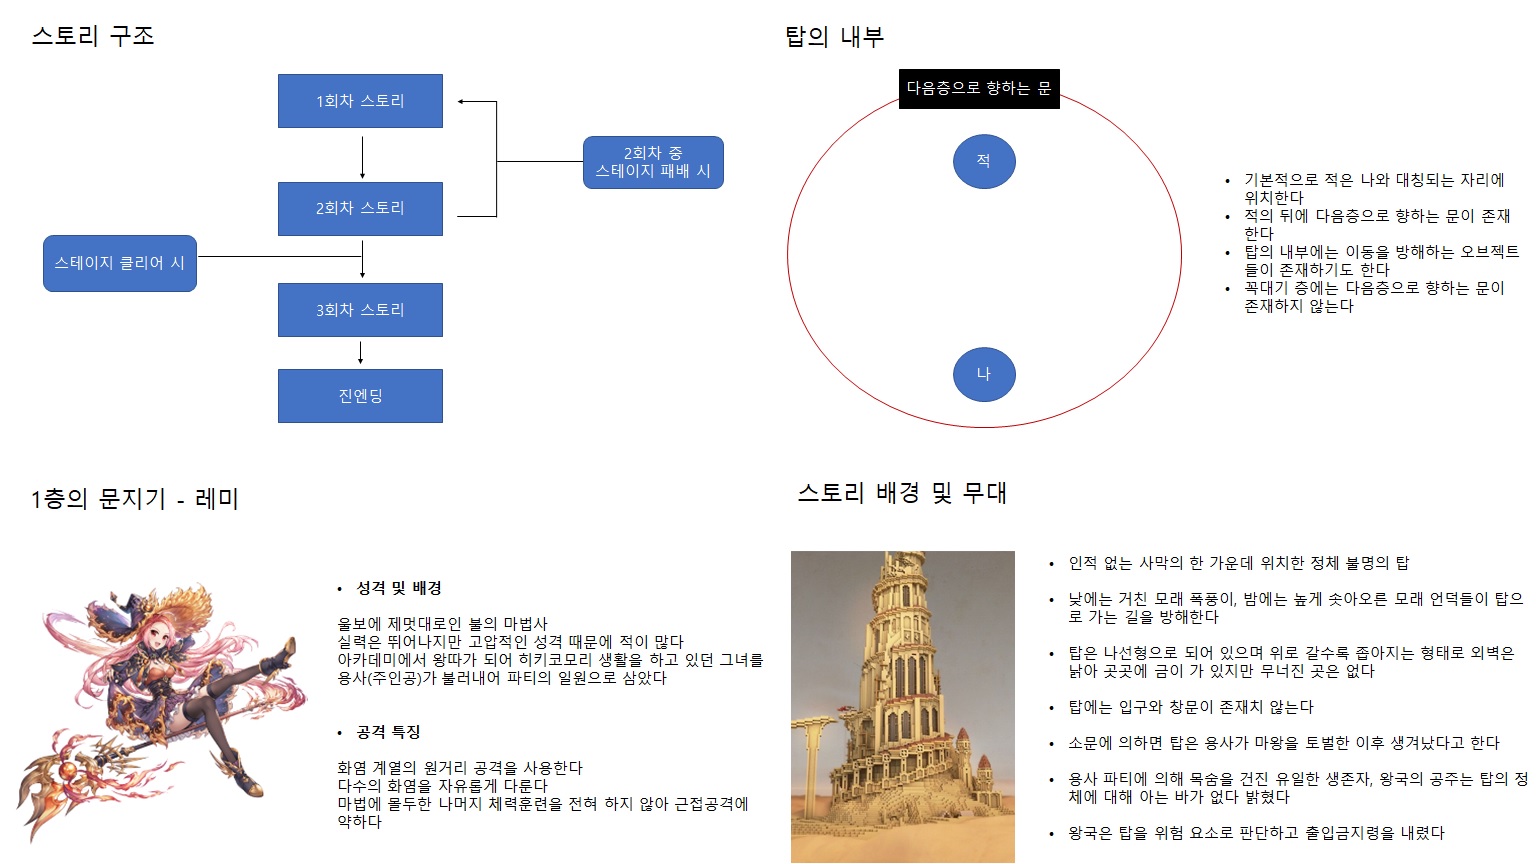 스토리 구조
1회차 스토리
2회차 중
스테이지 패배 시
2회차 스토리
스테이지 클리어 시
3회차 스토리
진엔딩
탑의 내부
다음층으로 향하는 문
적
나
• 기본적으로 적은 나와 대칭되는 자리에
위치한다
• 적의 뒤에 다음층으로 향하는 문이 존재
한다
• 탑의 내부에는 이동을 방해하는 오브젝트
들이 존재하기도 한다
• 꼭대기 층에는 다음층으로 향하는 문이
존재하지 않는다
1층의 문지기 - 레미
• 성격 및 배경
울보에 제멋대로인 불의 마법사
실력은 뛰어나지만 고압적인 성격 때문에 적이 많다
아카데미에서 왕따가 되어 히키코모리 생활을 하고 있던 그녀를
용사(주인공)가 불러내어 파티의 일원으로 삼았다
• 공격 특징
화염 계열의 원거리 공격을 사용한다
다수의 화염을 자유롭게 다룬다
마법에 몰두한 나머지 체력훈련을 전혀 하지 않아 근접공격에
약하다
스토리 배경 및 무대
• 인적 없는 사막의 한 가운데 위치한 정체 불명의 탑
• 낮에는 거친 모래 폭풍이, 밤에는 높게 솟아오른 모래 언덕들이 탑으
로 가는 길을 방해한다
• 탑은 나선형으로 되어 있으며 위로 갈수록 좁아지는 형태로 외벽은
낡아 곳곳에 금이 가 있지만 무너진 곳은 없다
• 탑에는 입구와 창문이 존재치 않는다
• 소문에 의하면 탑은 용사가 마왕을 토벌한 이후 생겨났다고 한다
• 용사 파티에 의해 목숨을 건진 유일한 생존자, 왕국의 공주는 탑의 정
체에 대해 아는 바가 없다 밝혔다
• 왕국은 탑을 위험 요소로 판단하고 출입금지령을 내렸다